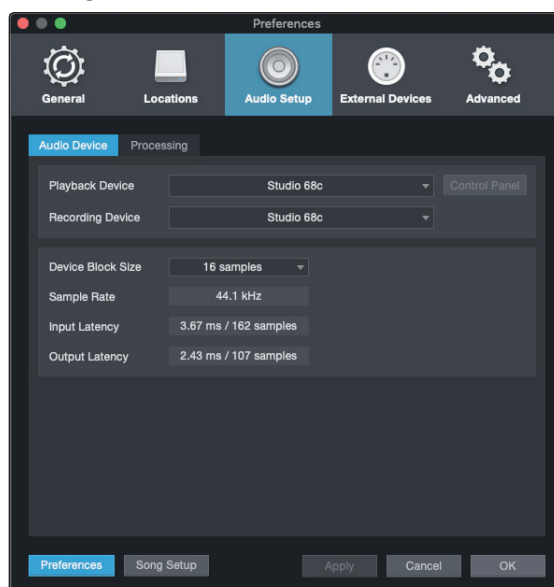 Preferences
General Locations Audio Setup External Devices Advanced
Audio Device Processing
Playback Device Studio 68c Control Panel
Recording Device Studio 68c
Device Block Size 16 samples
Sample Rate 44.1 kHz
Input Latency 3.67 ms / 162 samples
Output Latency 2.43 ms / 107 samples
Preferences Song Setup Apply Cancel OK